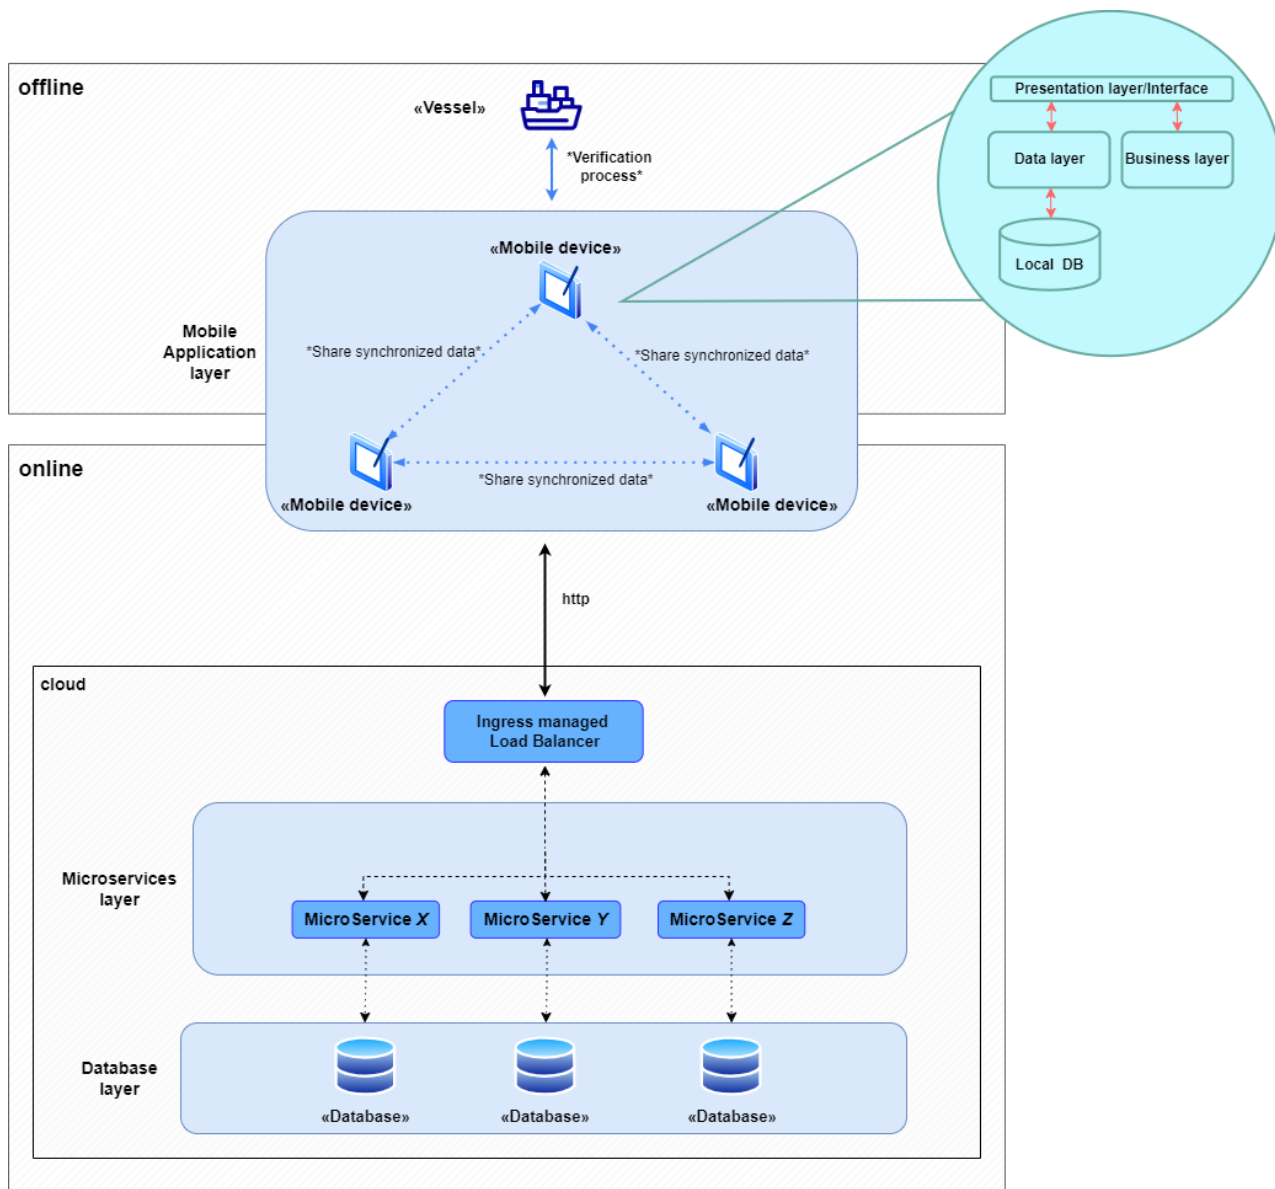 offline
«Vessel»
*Verification
process*
Presentation layer/Interface
Data layer
Business layer
Local DB
«Mobile device»
Mobile
Application
layer
*Share synchronized data*
*Share synchronized data*
online
*Share synchronized data*
«Mobile device»
«Mobile device»
http
cloud
Ingress managed
Load Balancer
Microservices
layer
MicroService X
MicroService Y
MicroService Z
Database
layer
«Database»
«Database»
«Database»